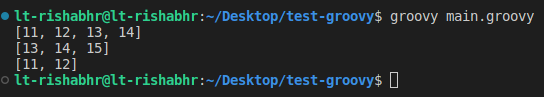 lt-rishabhr@lt-rishabhr:~/Desktop/test-groovy$ groovy main.groovy
[11, 12, 13, 14]
[13, 14, 15]
[11, 12]
lt-rishabhr@lt-rishabhr:~/Desktop/test-groovy$